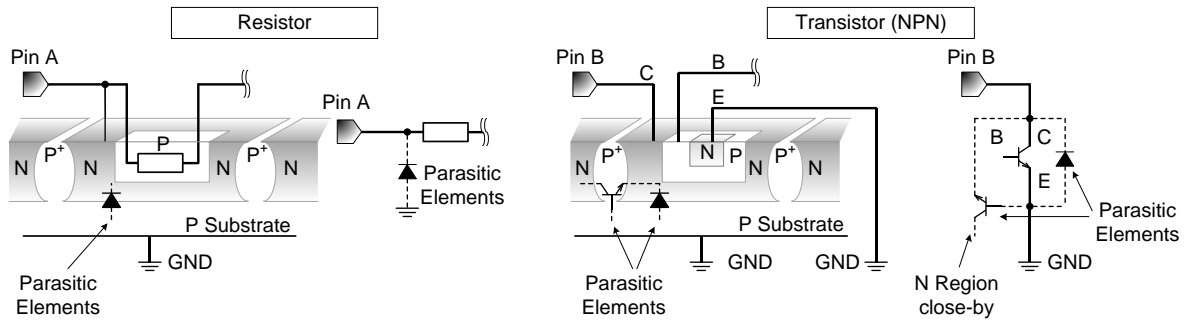 Resistor
Transistor (NPN)
Pin A
Pin B
Pin B
B
C
E
Pin A
P
N
P+
N
N
P+
N
Parasitic
Elements
P Substrate
GND
Parasitic
Elements
N
P+
N
N
P
N
P+
N
P Substrate
GND
GND
Parasitic
Elements
B
C
E
Parasitic
Elements
GND
N Region
close-by